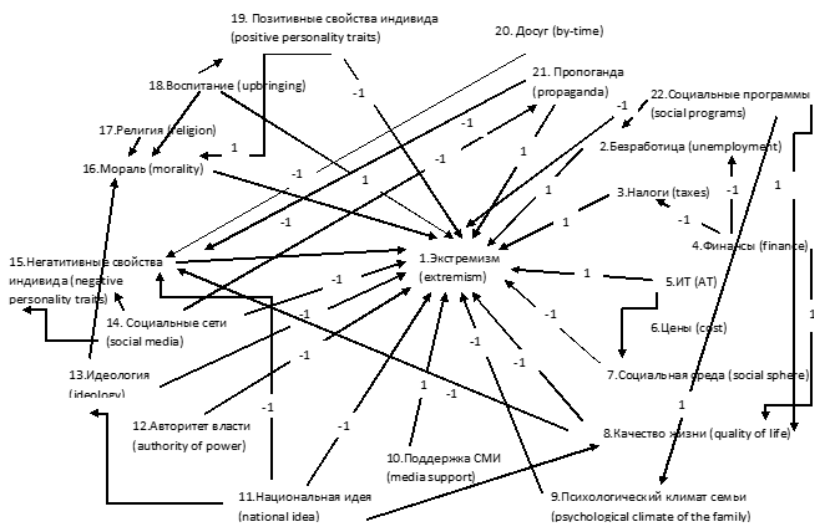 19. Позитивные свойства индивида
(positive personality traits)
20. Досуг (by-time)
21. Пропоганда
(propaganda)
22.Социальные программы
(social programs)
18.Воспитание (upbringing)
17.Религия (religion)
16.Мораль (morality)
2.Безработица (unemployment)
3.Налоги (taxes)
4.Финансы (finance)
15.Негатитивные свойства
индивида (negative
personality traits)
1.Экстремизм
(extremism)
5.ИТ (АТ)
6.Цены (cost)
14. Социальные сети
(social media)
13.Идеология
(ideology)
7.Социальная среда (social sphere)
12.Авторитет власти
(authority of power)
8.Качество жизни (quality of life)
10.Поддержка СМИ
(media support)
11.Национальная идея
(national idea)
9.Психологический климат семьи
(psychological climate of the family)
-1
-1
-1
-1
1
-1
-1
1
1
1
-1
1
-1
-1
1
-1
1
1
-1
-1
-1
-1
-1
1
-1
-1
-1
-1
1